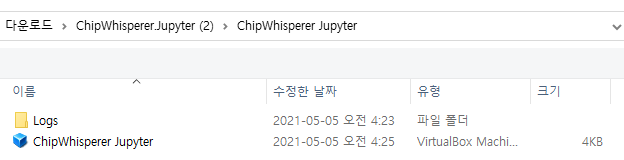 다운로드 > ChipWhisperer.Jupyter (2) > ChipWhisperer Jupyter
이름 수정한 날짜 유형 크기
Logs 2021-05-05 오전 4:23 파일 폴더
ChipWhisperer Jupyter 2021-05-05 오전 4:25 VirtualBox Machi... 4KB